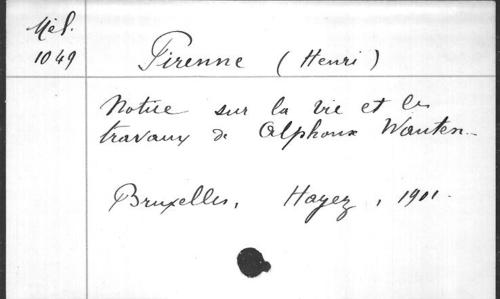 Mél.
1049
Pirenne (Henri)
Notice sur la vie et les
travaux de Alphonse Wauters.
Bruxelles, Hayez, 1901.